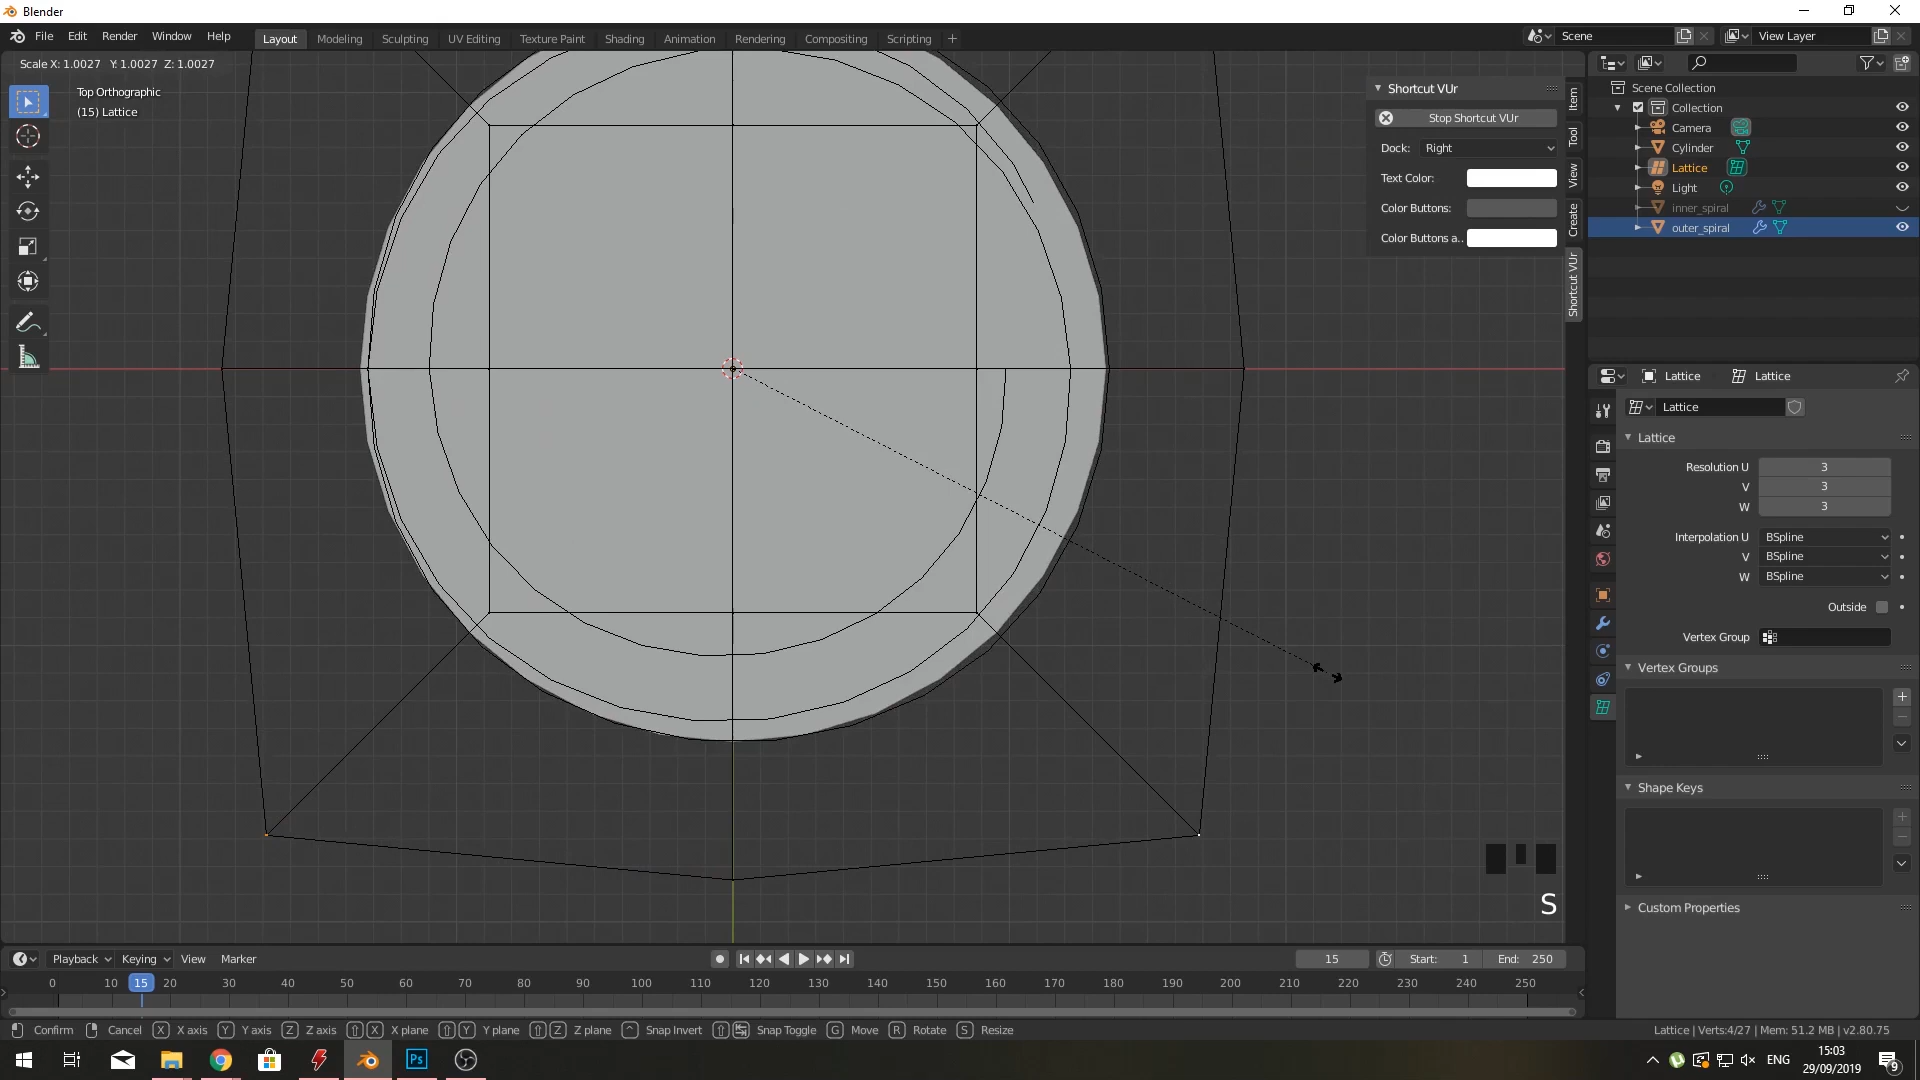 Blender
File Edit Render Window Help
Layout Modeling Sculpting UV Editing Texture Paint Shading Animation Rendering Compositing Scripting
Scene
View Layer
Scale X: 1.0027 Y: 1.0027 Z: 1.0027
Top Orthographic
(15) Lattice
Shortcut VUr
Stop Shortcut VUr
Dock: Right
Text Color:
Color Buttons:
Color Buttons a..
Item
Tool
View
Create
Shortcut VUr
Scene Collection
Collection
Camera
Cylinder
Lattice
Light
inner_spiral
outer_spiral
Lattice Lattice
Lattice
Lattice
Resolution U 3
V 3
W 3
Interpolation U BSpline
V BSpline
W BSpline
Outside
Vertex Group
Vertex Groups
Shape Keys
Custom Properties
S
Playback Keying View Marker
15 Start: 1 End: 250
0 10 15 20 30 40 50 60 70 80 90 100 110 120 130 140 150 160 170 180 190 200 210 220 230 240 250
Confirm Cancel X X axis Y Y axis Z Z axis X X plane Y Y plane Z Z plane ^ Snap Invert Snap Toggle G Move R Rotate S Resize
Lattice | Verts:4/27 | Mem: 51.2 MB | v2.80.75
Ps
ENG
15:03
29/09/2019
9